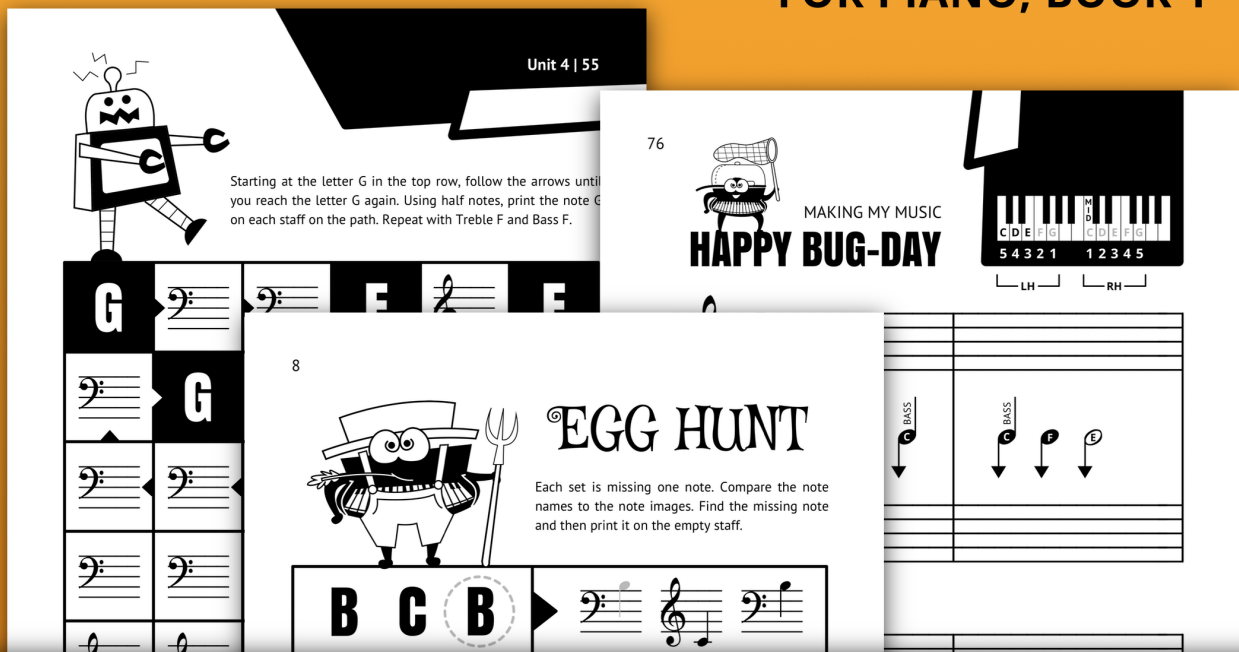 FOR PIANO, BOOK 1
Unit 4 | 55
Starting at the letter G in the top row, follow the arrows until
you reach the letter G again. Using half notes, print the note G
on each staff on the path. Repeat with Treble F and Bass F.
G
F
F
G
76
MAKING MY MUSIC
HAPPY BUG-DAY
MID
C D E F G C D E F G
5 4 3 2 1 1 2 3 4 5
LH RH
BASS
C
BASS
C F E
8
EGG HUNT
Each set is missing one note. Compare the note
names to the note images. Find the missing note
and then print it on the empty staff.
B C B